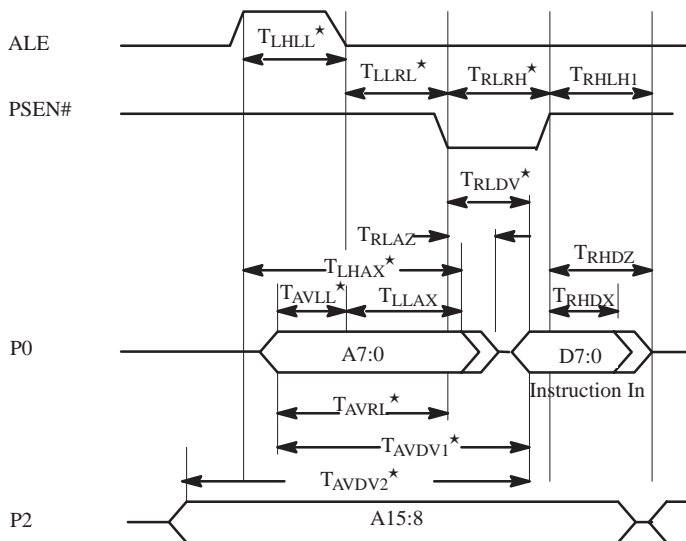 ALE
T_LHLL★
T_LLRL★ T_RLRH★ T_RHLH1
PSEN#
T_RLDV★
T_RLAZ
T_RHDZ
T_LHAX★
T_AVLL★ T_LLAX T_RHDX
P0 A7:0 D7:0
Instruction In
T_AVRL★
T_AVDV1★
T_AVDV2★
P2 A15:8